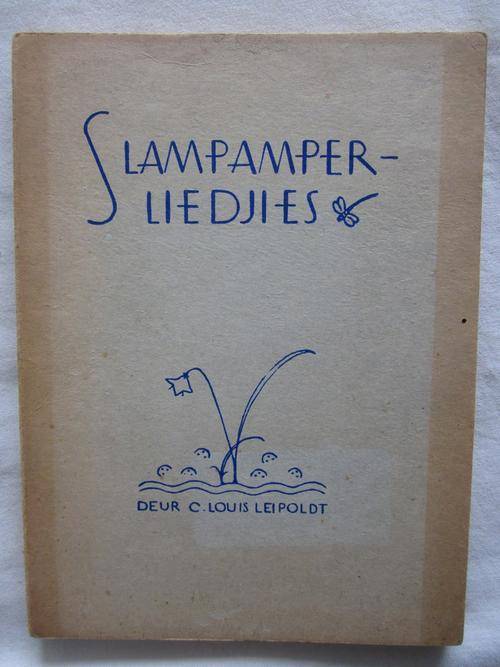 SLAMPAMPER-
LIEDJIES
DEUR C. LOUIS LEIPOLDT